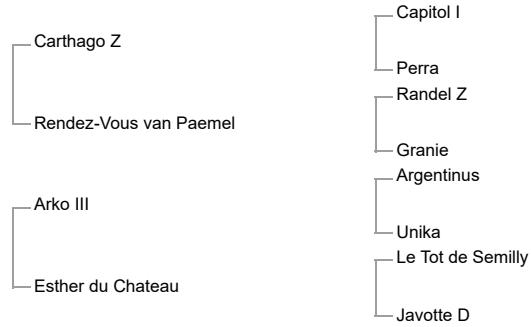 Capitol I
Carthago Z
Perra
Randel Z
Rendez-Vous van Paemel
Granie
Argentinus
Arko III
Unika
Le Tot de Semilly
Esther du Chateau
Javotte D